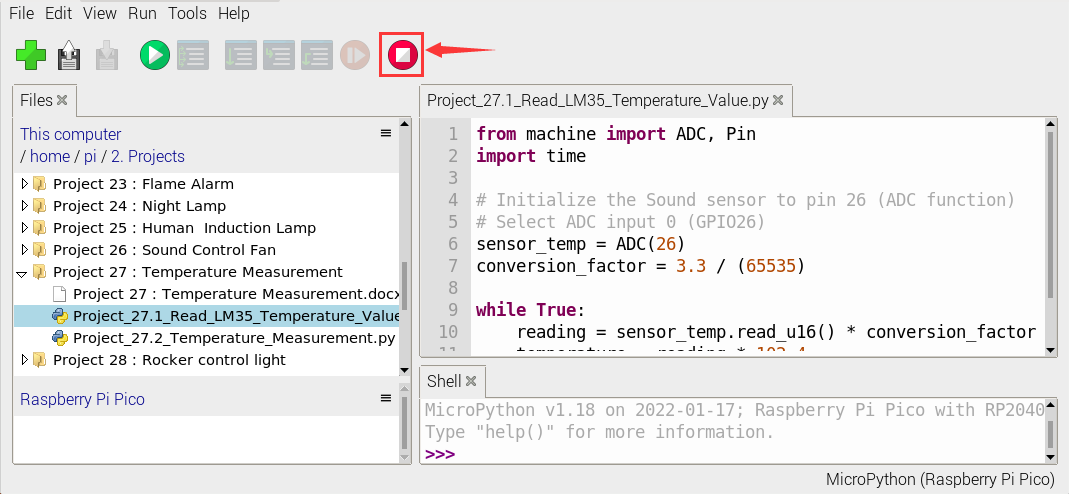 File Edit View Run Tools Help
Files
This computer
/ home / pi / 2. Projects
Project 23 : Flame Alarm
Project 24 : Night Lamp
Project 25 : Human  Induction Lamp
Project 26 : Sound Control Fan
Project 27 : Temperature Measurement
Project 27 : Temperature Measurement.docx
Project_27.1_Read_LM35_Temperature_Value
Project_27.2_Temperature_Measurement.py
Project 28 : Rocker control light
Raspberry Pi Pico
Project_27.1_Read_LM35_Temperature_Value.py
1 from machine import ADC, Pin
2 import time
3
4 # Initialize the Sound sensor to pin 26 (ADC function)
5 # Select ADC input 0 (GPIO26)
6 sensor_temp = ADC(26)
7 conversion_factor = 3.3 / (65535)
8
9 while True:
10     reading = sensor_temp.read_u16() * conversion_factor
11     temperature = reading * 102.4
Shell
MicroPython v1.18 on 2022-01-17; Raspberry Pi Pico with RP2040
Type "help()" for more information.
>>>
MicroPython (Raspberry Pi Pico)